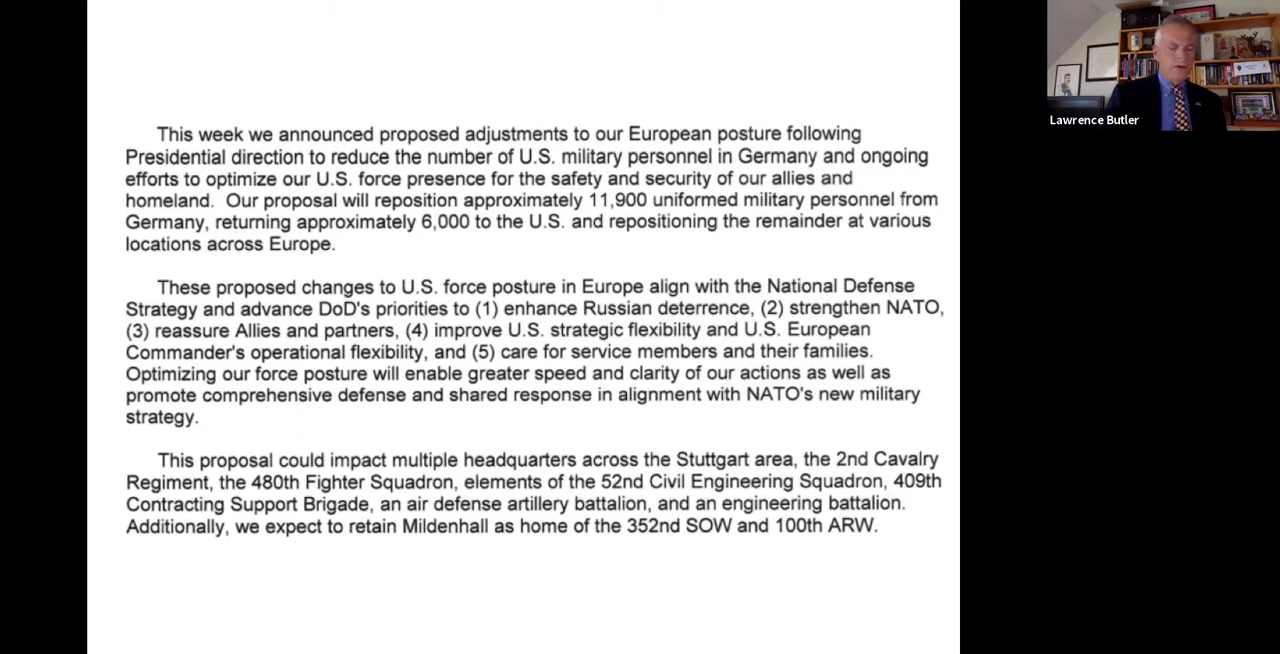 This week we announced proposed adjustments to our European posture following
Presidential direction to reduce the number of U.S. military personnel in Germany and ongoing
efforts to optimize our U.S. force presence for the safety and security of our allies and
homeland. Our proposal will reposition approximately 11,900 uniformed military personnel from
Germany, returning approximately 6,000 to the U.S. and repositioning the remainder at various
locations across Europe.
These proposed changes to U.S. force posture in Europe align with the National Defense
Strategy and advance DoD's priorities to (1) enhance Russian deterrence, (2) strengthen NATO,
(3) reassure Allies and partners, (4) improve U.S. strategic flexibility and U.S. European
Commander's operational flexibility, and (5) care for service members and their families.
Optimizing our force posture will enable greater speed and clarity of our actions as well as
promote comprehensive defense and shared response in alignment with NATO's new military
strategy.
This proposal could impact multiple headquarters across the Stuttgart area, the 2nd Cavalry
Regiment, the 480th Fighter Squadron, elements of the 52nd Civil Engineering Squadron, 409th
Contracting Support Brigade, an air defense artillery battalion, and an engineering battalion.
Additionally, we expect to retain Mildenhall as home of the 352nd SOW and 100th ARW.
Lawrence Butler